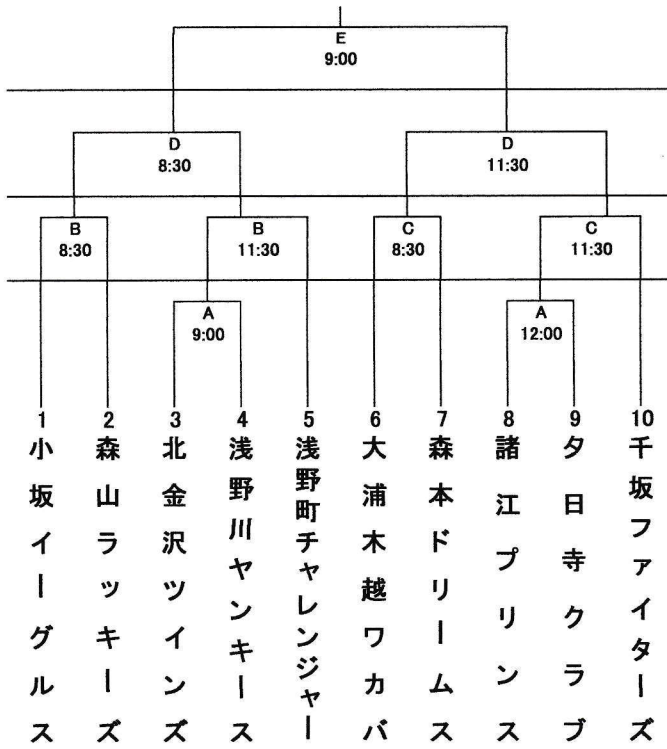 E
9:00
D
8:30
D
11:30
B
8:30
B
11:30
C
8:30
C
11:30
A
9:00
A
12:00
1
小坂イーグルス
2
森山ラッキーズ
3
北金沢ツインズ
4
浅野川ヤンキース
5
浅野町チャレンジャー
6
大浦木越ワカバ
7
森本ドリームス
8
諸江プリンス
9
夕日寺クラブ
10
千坂ファイターズ